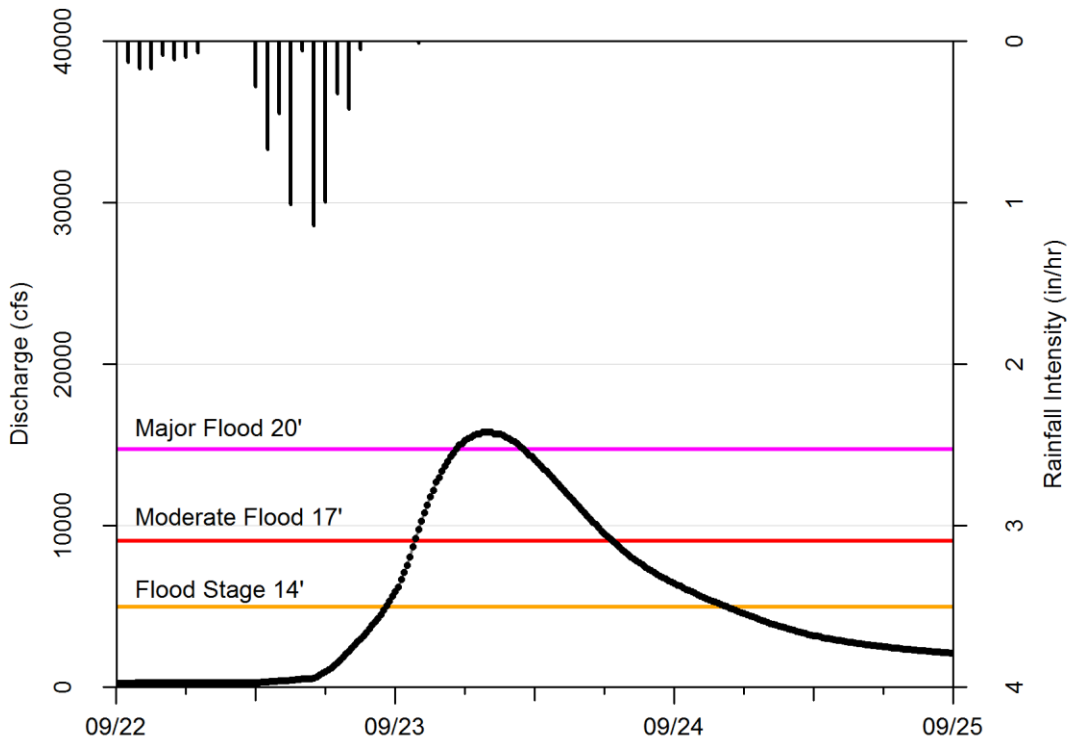 40000
30000
20000
10000
0
Discharge (cfs)
0
1
2
3
4
Rainfall Intensity (in/hr)
Major Flood 20'
Moderate Flood 17'
Flood Stage 14'
09/22
09/23
09/24
09/25